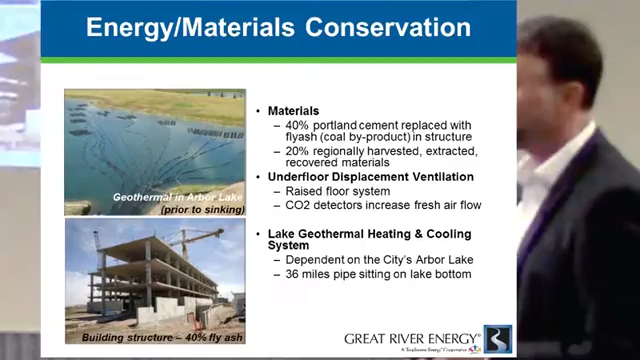 Energy/Materials Conservation
Geothermal in Arbor Lake
(prior to sinking)
Building structure – 40% fly ash
• Materials
– 40% portland cement replaced with
flyash (coal by-product) in structure
– 20% regionally harvested, extracted,
recovered materials
• Underfloor Displacement Ventilation
– Raised floor system
– CO2 detectors increase fresh air flow
• Lake Geothermal Heating & Cooling
System
– Dependent on the City's Arbor Lake
– 36 miles pipe sitting on lake bottom
GREAT RIVER ENERGY®
A Touchstone Energy® Cooperative